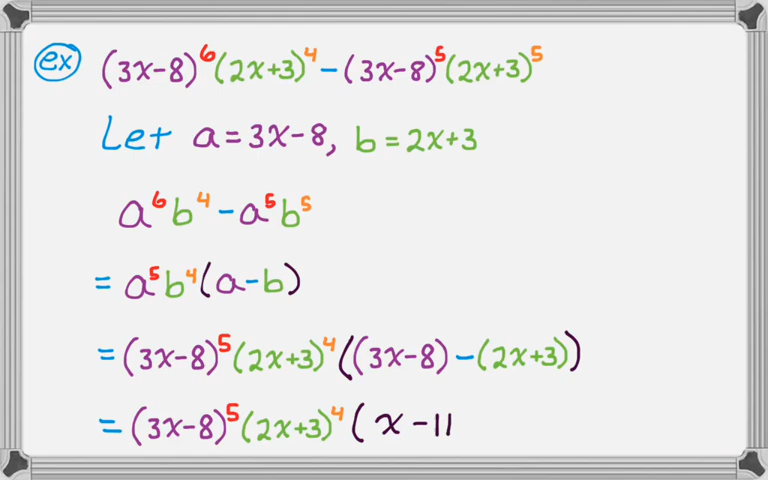 ex (3x-8)⁶(2x+3)⁴-(3x-8)⁵(2x+3)⁵
Let a=3x-8, b=2x+3
a⁶b⁴-a⁵b⁵
=a⁵b⁴(a-b)
=(3x-8)⁵(2x+3)⁴((3x-8)-(2x+3))
=(3x-8)⁵(2x+3)⁴(x-11